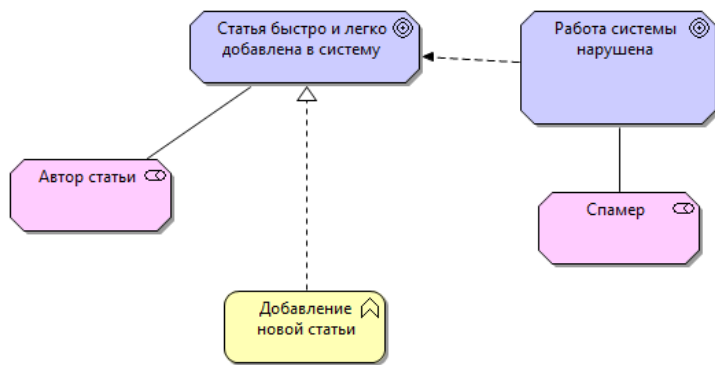 Статья быстро и легко
добавлена в систему
Работа системы
нарушена
Автор статьи
Спамер
Добавление
новой статьи